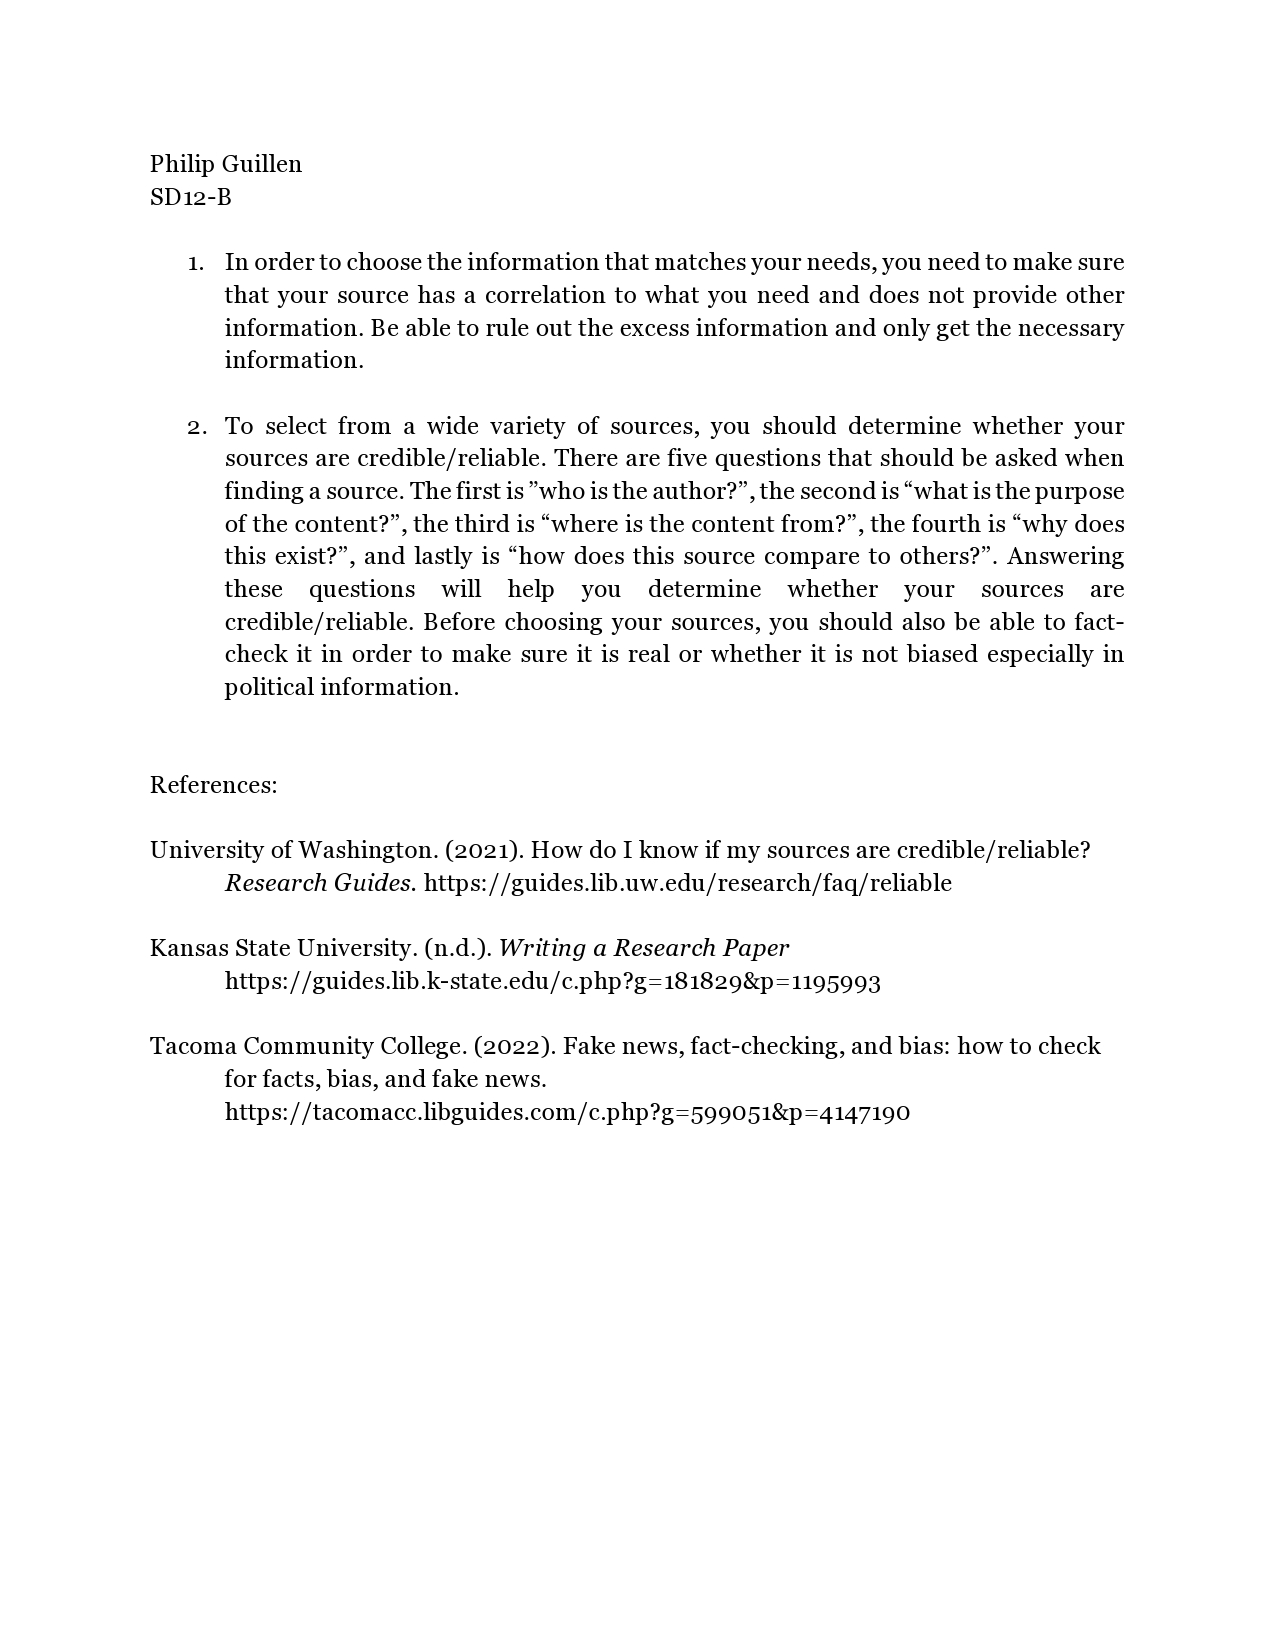 Philip Guillen
SD12-B
1. In order to choose the information that matches your needs, you need to make sure
that your source has a correlation to what you need and does not provide other
information. Be able to rule out the excess information and only get the necessary
information.
2. To select from a wide variety of sources, you should determine whether your
sources are credible/reliable. There are five questions that should be asked when
finding a source. The first is ”who is the author?”, the second is “what is the purpose
of the content?”, the third is “where is the content from?”, the fourth is “why does
this exist?”, and lastly is “how does this source compare to others?”. Answering
these questions will help you determine whether your sources are
credible/reliable. Before choosing your sources, you should also be able to fact-
check it in order to make sure it is real or whether it is not biased especially in
political information.
References:
University of Washington. (2021). How do I know if my sources are credible/reliable?
Research Guides. https://guides.lib.uw.edu/research/faq/reliable
Kansas State University. (n.d.). Writing a Research Paper
https://guides.lib.k-state.edu/c.php?g=181829&p=1195993
Tacoma Community College. (2022). Fake news, fact-checking, and bias: how to check
for facts, bias, and fake news.
https://tacomacc.libguides.com/c.php?g=599051&p=4147190